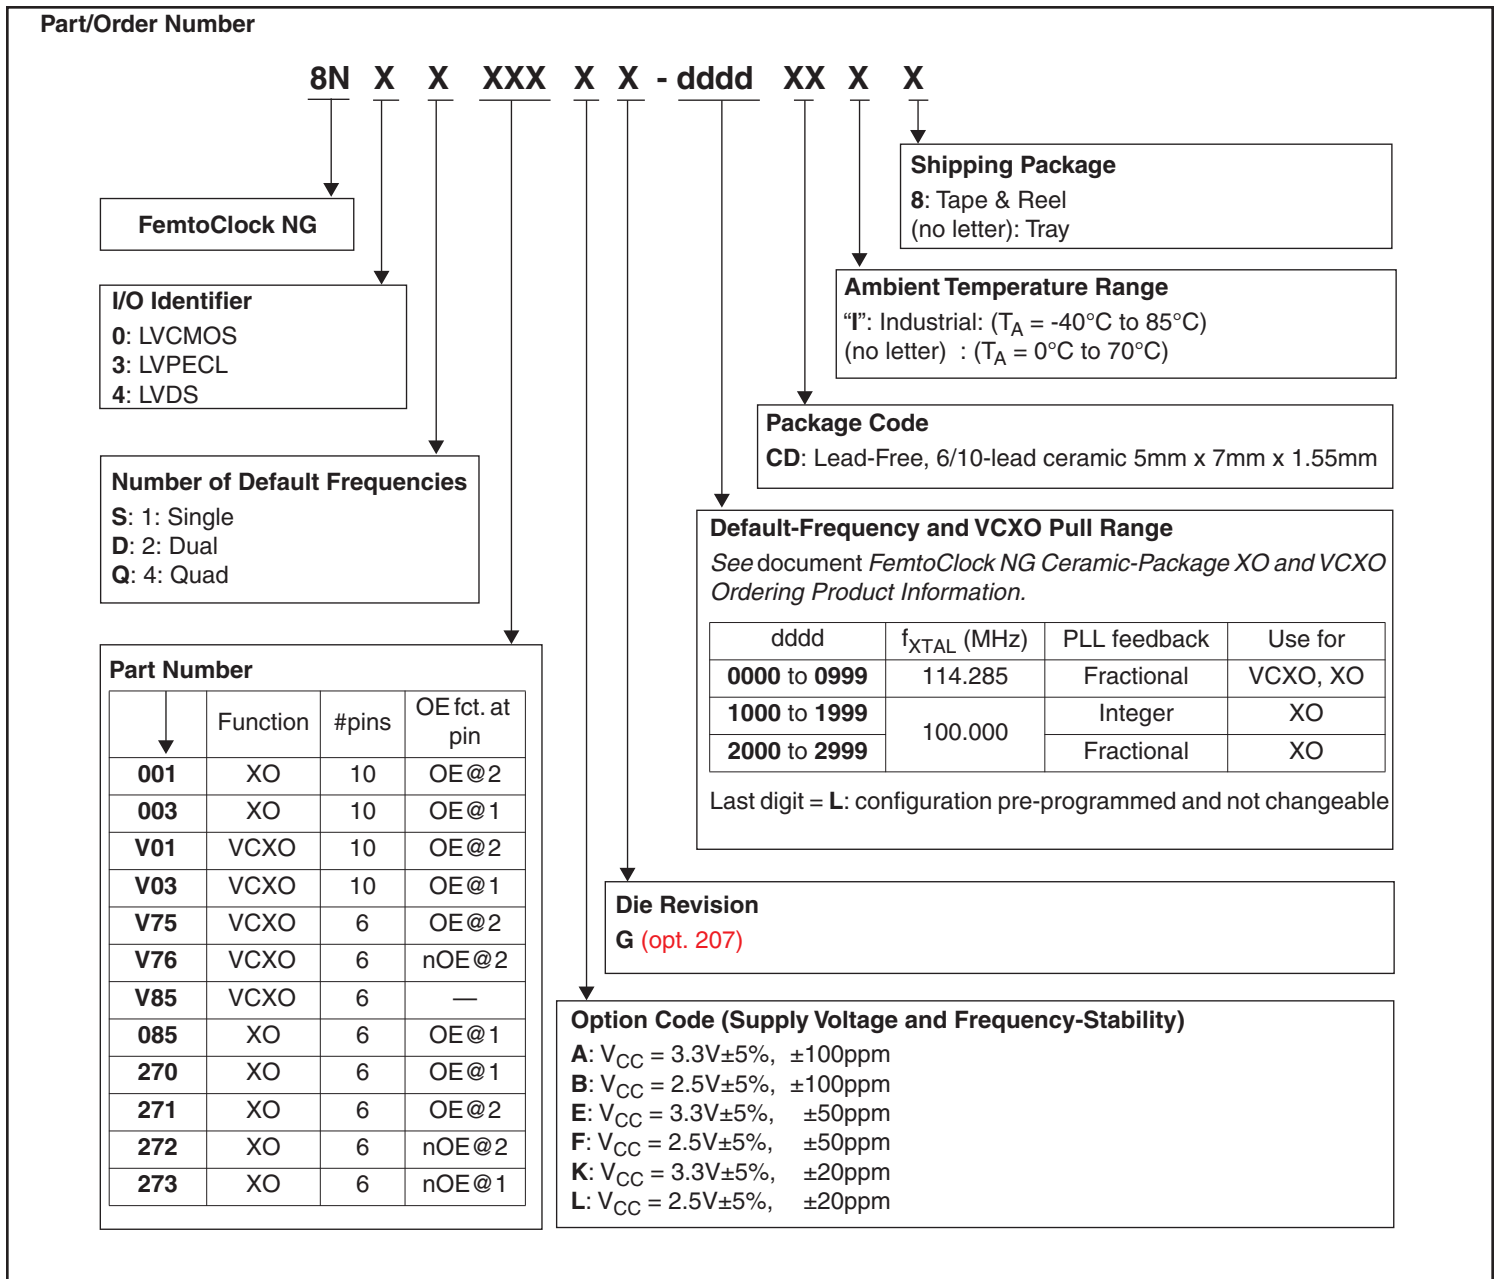 Part/Order Number
8N X X XXX X X - dddd XX X X
Shipping Package
8: Tape & Reel
(no letter): Tray
FemtoClock NG
Ambient Temperature Range
“I”: Industrial: (TA = -40°C to 85°C)
(no letter) : (TA = 0°C to 70°C)
I/O Identifier
0: LVCMOS
3: LVPECL
4: LVDS
Package Code
CD: Lead-Free, 6/10-lead ceramic 5mm x 7mm x 1.55mm
Number of Default Frequencies
S: 1: Single
D: 2: Dual
Q: 4: Quad
Default-Frequency and VCXO Pull Range
See document FemtoClock NG Ceramic-Package XO and VCXO
Ordering Product Information.
dddd fXTAL (MHz) PLL feedback Use for
0000 to 0999 114.285 Fractional VCXO, XO
1000 to 1999 100.000 Integer XO
2000 to 2999 Fractional XO
Last digit = L: configuration pre-programmed and not changeable
Part Number
Function #pins OE fct. at
pin
001 XO 10 OE@2
003 XO 10 OE@1
V01 VCXO 10 OE@2
V03 VCXO 10 OE@1
V75 VCXO 6 OE@2
V76 VCXO 6 nOE@2
V85 VCXO 6 —
085 XO 6 OE@1
270 XO 6 OE@1
271 XO 6 OE@2
272 XO 6 nOE@2
273 XO 6 nOE@1
Die Revision
G (opt. 207)
Option Code (Supply Voltage and Frequency-Stability)
A: VCC = 3.3V±5%, ±100ppm
B: VCC = 2.5V±5%, ±100ppm
E: VCC = 3.3V±5%, ±50ppm
F: VCC = 2.5V±5%, ±50ppm
K: VCC = 3.3V±5%, ±20ppm
L: VCC = 2.5V±5%, ±20ppm